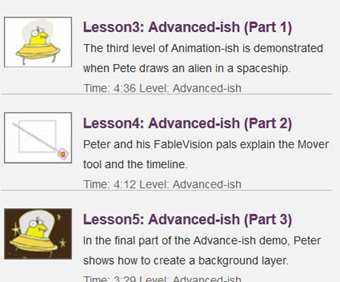 Lesson3: Advanced-ish (Part 1)
The third level of Animation-ish is demonstrated
when Pete draws an alien in a spaceship.
Time: 4:36 Level: Advanced-ish
Lesson4: Advanced-ish (Part 2)
Peter and his FableVision pals explain the Mover
tool and the timeline.
Time: 4:12 Level: Advanced-ish
Lesson5: Advanced-ish (Part 3)
In the final part of the Advance-ish demo, Peter
shows how to create a background layer.
Time: 3:29 Level: Advanced-ish